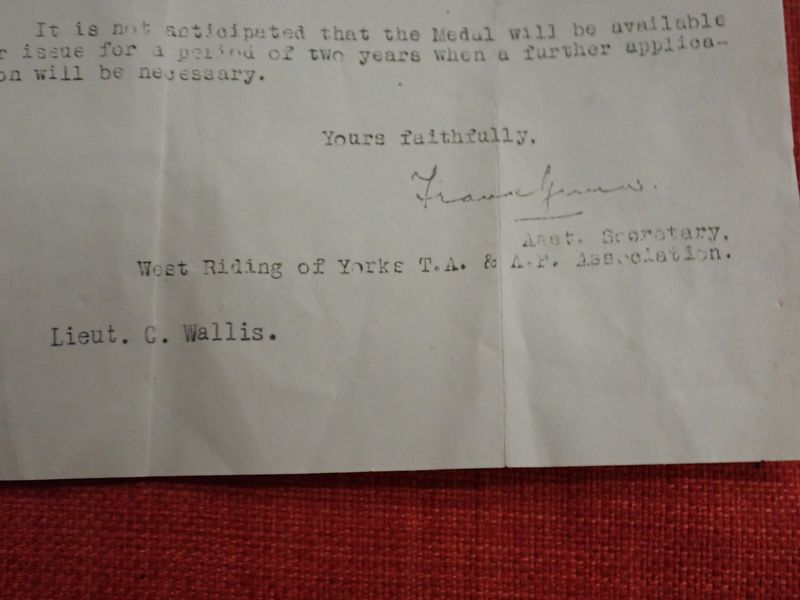 It is not anticipated that the Medal will be available
r issue for a period of two years when a further applica-
on will be necessary.
Yours faithfully,
Asst. Secretary,
West Riding of Yorks T.A. & A.F. Association.
Lieut. C. Wallis.